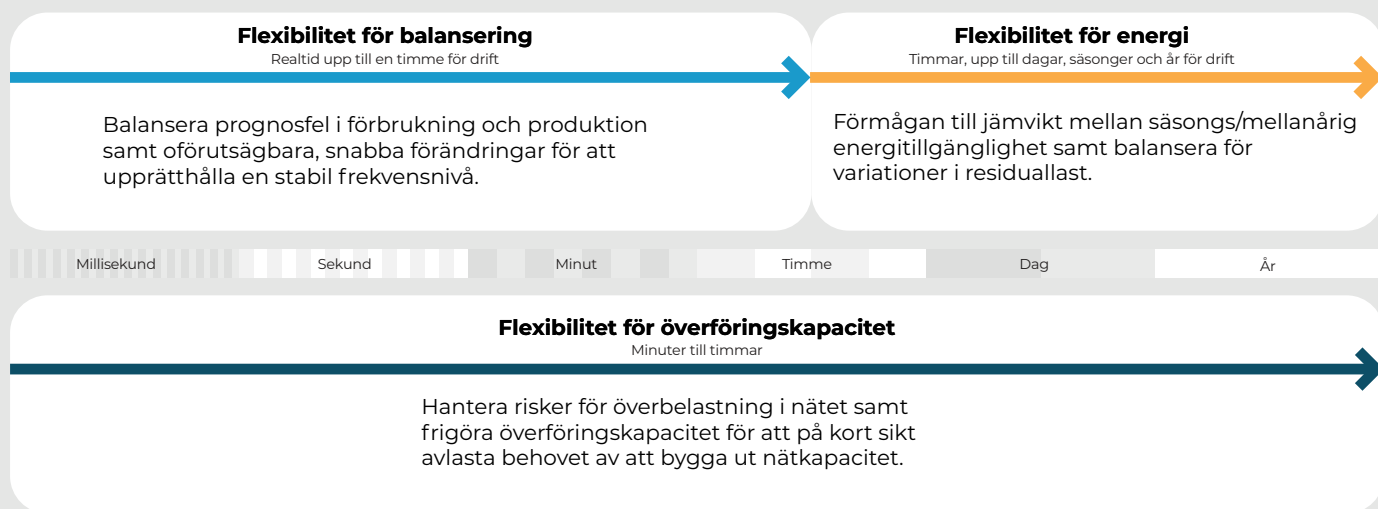 Flexibilitet för balansering
Realtid upp till en timme för drift
Balansera prognosfel i förbrukning och produktion
samt oförutsägbara, snabba förändringar för att
upprätthålla en stabil frekvensnivå.
Flexibilitet för energi
Timmar, upp till dagar, säsonger och år för drift
Förmågan till jämvikt mellan säsongs/mellanårig
energitillgänglighet samt balansera för
variationer i residuallast.
Millisekund Sekund Minut Timme Dag År
Flexibilitet för överföringskapacitet
Minuter till timmar
Hantera risker för överbelastning i nätet samt
frigöra överföringskapacitet för att på kort sikt
avlasta behovet av att bygga ut nätkapacitet.